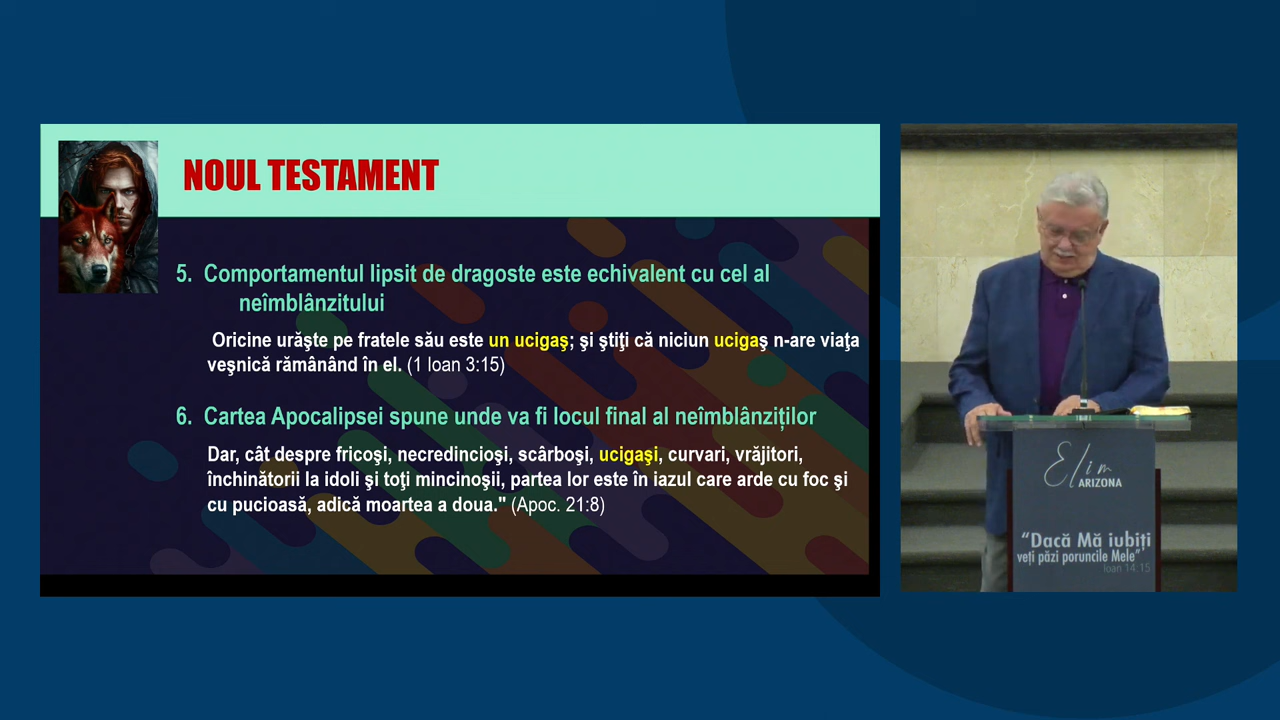 NOUL TESTAMENT
5. Comportamentul lipsit de dragoste este echivalent cu cel al
neîmblânzitului
Oricine urăşte pe fratele său este un ucigaş; şi ştiţi că niciun ucigaş n-are viaţa
veşnică rămânând în el. (1 Ioan 3:15)
6. Cartea Apocalipsei spune unde va fi locul final al neîmblânziților
Dar, cât despre fricoşi, necredincioşi, scârboşi, ucigaşi, curvari, vrăjitori,
închinătorii la idoli şi toţi mincinoşii, partea lor este în iazul care arde cu foc şi
cu pucioasă, adică moartea a doua." (Apoc. 21:8)
Elim
ARIZONA
“Dacă Mă iubiți
veți păzi poruncile Mele”
Ioan 14:15